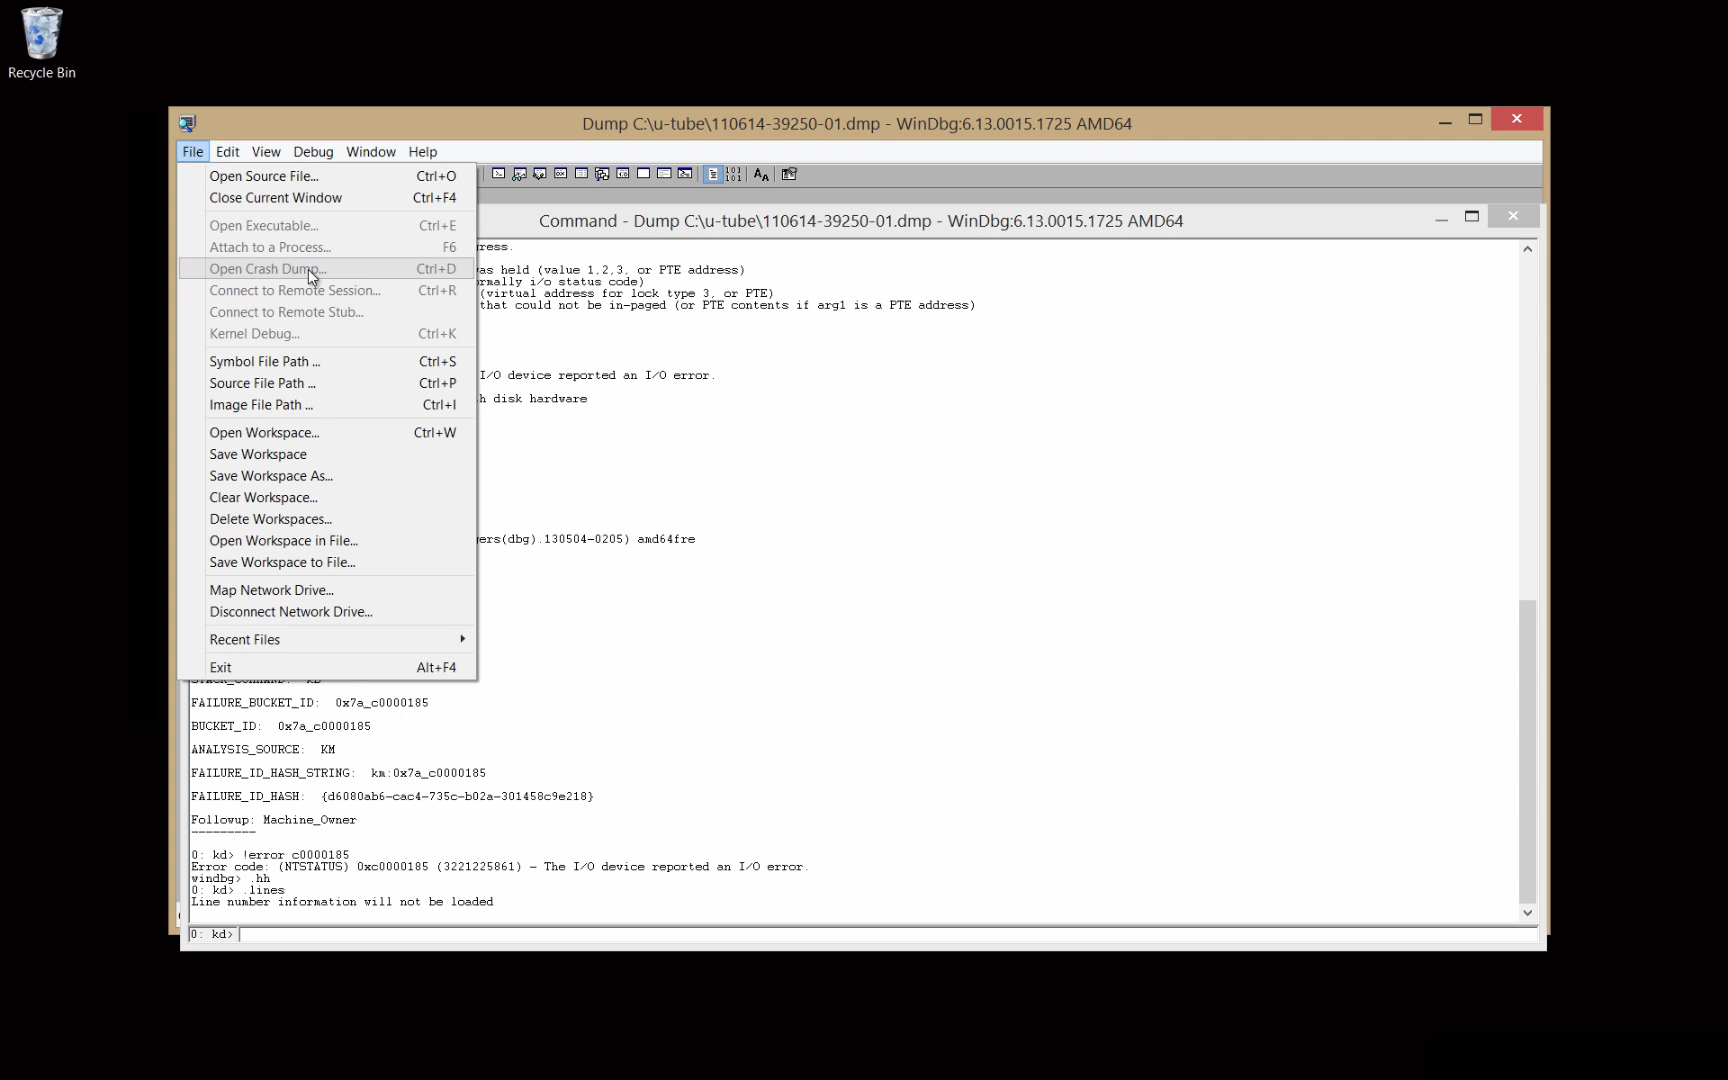 Recycle Bin
Dump C:\u-tube\110614-39250-01.dmp - WinDbg:6.13.0015.1725 AMD64
File Edit View Debug Window Help
Open Source File... Ctrl+O
Close Current Window Ctrl+F4
Open Executable... Ctrl+E
Attach to a Process... F6
Open Crash Dump... Ctrl+D
Connect to Remote Session... Ctrl+R
Connect to Remote Stub...
Kernel Debug... Ctrl+K
Symbol File Path ... Ctrl+S
Source File Path ... Ctrl+P
Image File Path ... Ctrl+I
Open Workspace... Ctrl+W
Save Workspace
Save Workspace As...
Clear Workspace...
Delete Workspaces...
Open Workspace in File...
Save Workspace to File...
Map Network Drive...
Disconnect Network Drive...
Recent Files
Exit Alt+F4
Command - Dump C:\u-tube\110614-39250-01.dmp - WinDbg:6.13.0015.1725 AMD64
ress.
as held (value 1,2,3, or PTE address)
rmally i/o status code)
(virtual address for lock type 3, or PTE)
that could not be in-paged (or PTE contents if arg1 is a PTE address)
I/O device reported an I/O error.
h disk hardware
ers(dbg).130504-0205) amd64fre
FAILURE_BUCKET_ID: 0x7a_c0000185
BUCKET_ID: 0x7a_c0000185
ANALYSIS_SOURCE: KM
FAILURE_ID_HASH_STRING: km:0x7a_c0000185
FAILURE_ID_HASH: {d6080ab6-cac4-735c-b02a-301458c9e218}
Followup: Machine_Owner
---------
0: kd> !error c0000185
Error code: (NTSTATUS) 0xc0000185 (3221225861) - The I/O device reported an I/O error.
windbg> .hh
0: kd> .lines
Line number information will not be loaded
0: kd>